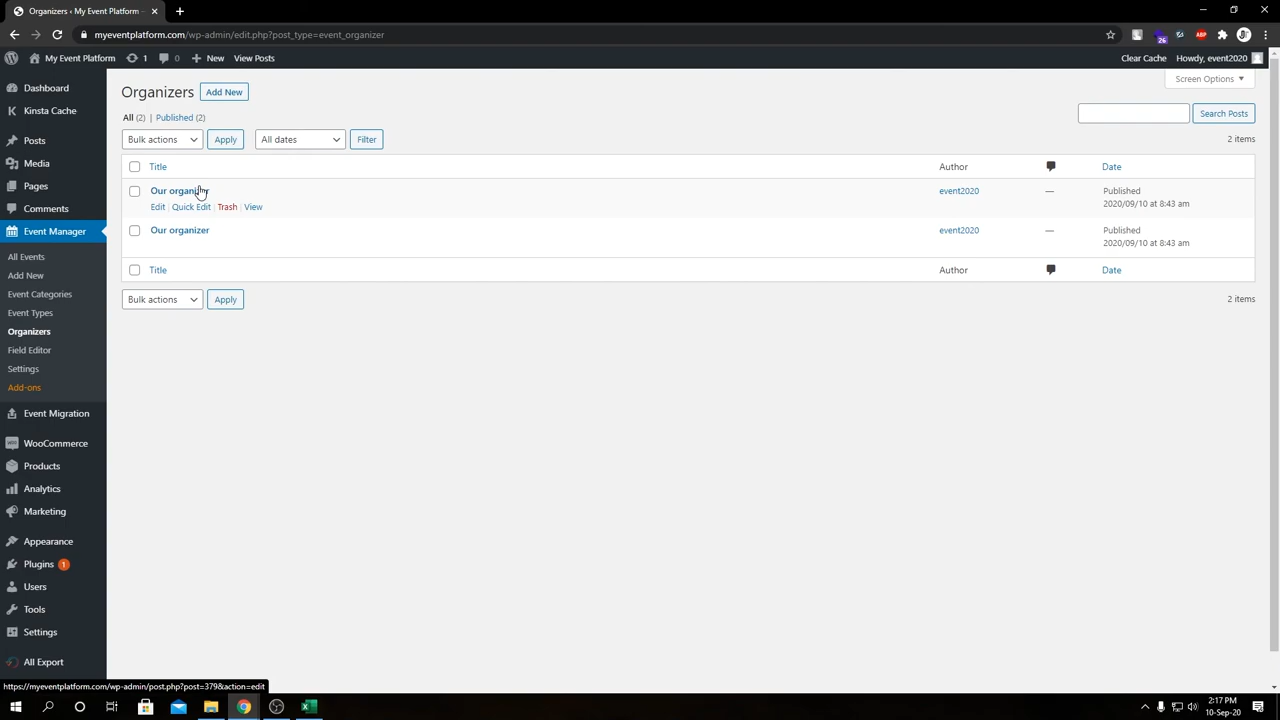 Organizers ‹ My Event Platform —
myeventplatform.com/wp-admin/edit.php?post_type=event_organizer
26
ABP
My Event Platform
1
0
New
View Posts
Clear Cache
Howdy, event2020
Dashboard
Kinsta Cache
Posts
Media
Pages
Comments
Event Manager
All Events
Add New
Event Categories
Event Types
Organizers
Field Editor
Settings
Add-ons
Event Migration
WooCommerce
Products
Analytics
Marketing
Appearance
Plugins 1
Users
Tools
Settings
All Export
Organizers
Add New
Screen Options
All (2) | Published (2)
Search Posts
Bulk actions
Apply
All dates
Filter
2 items
Title
Author
Date
Our organizer
Edit | Quick Edit | Trash | View
event2020
—
Published
2020/09/10 at 8:43 am
Our organizer
event2020
—
Published
2020/09/10 at 8:43 am
Title
Author
Date
Bulk actions
Apply
2 items
https://myeventplatform.com/wp-admin/post.php?post=379&action=edit
2:17 PM
10-Sep-20